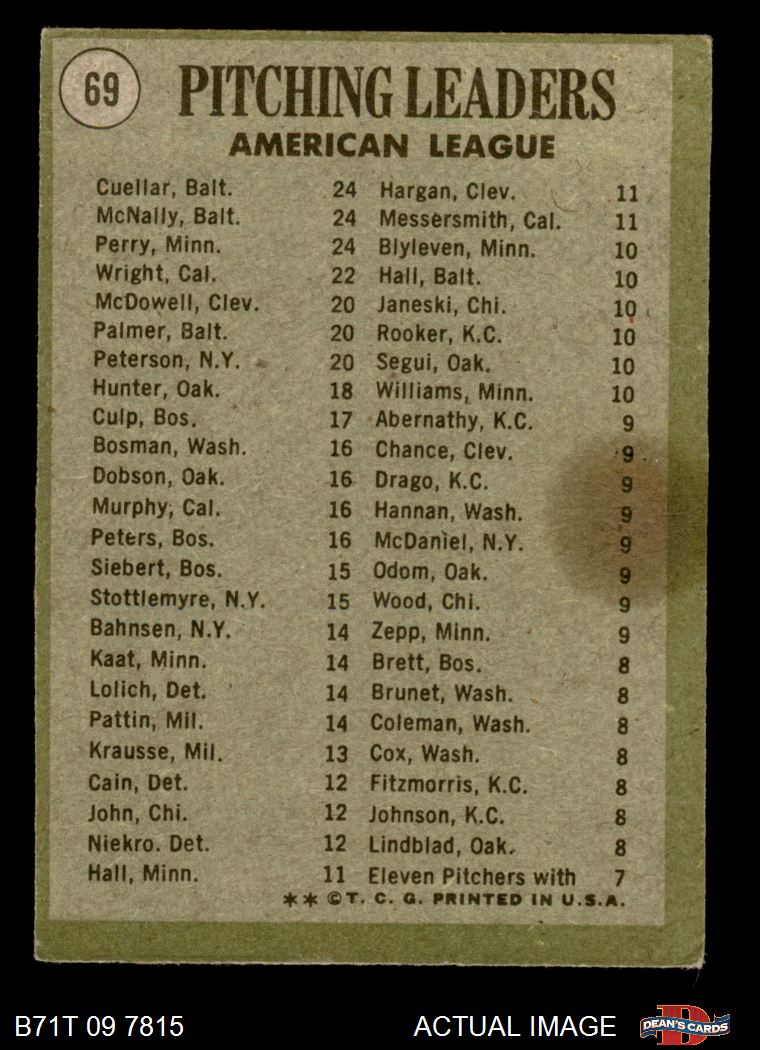 69
PITCHING LEADERS
AMERICAN LEAGUE
Cuellar, Balt. 24 Hargan, Clev. 11
McNally, Balt. 24 Messersmith, Cal. 11
Perry, Minn. 24 Blyleven, Minn. 10
Wright, Cal. 22 Hall, Balt. 10
McDowell, Clev. 20 Janeski, Chi. 10
Palmer, Balt. 20 Rooker, K.C. 10
Peterson, N.Y. 20 Segui, Oak. 10
Hunter, Oak. 18 Williams, Minn. 10
Culp, Bos. 17 Abernathy, K.C. 9
Bosman, Wash. 16 Chance, Clev. 9
Dobson, Oak. 16 Drago, K.C. 9
Murphy, Cal. 16 Hannan, Wash. 9
Peters, Bos. 16 McDaniel, N.Y. 9
Siebert, Bos. 15 Odom, Oak. 9
Stottlemyre, N.Y. 15 Wood, Chi. 9
Bahnsen, N.Y. 14 Zepp, Minn. 9
Kaat, Minn. 14 Brett, Bos. 8
Lolich, Det. 14 Brunet, Wash. 8
Pattin, Mil. 14 Coleman, Wash. 8
Krausse, Mil. 13 Cox, Wash. 8
Cain, Det. 12 Fitzmorris, K.C. 8
John, Chi. 12 Johnson, K.C. 8
Niekro. Det. 12 Lindblad, Oak. 8
Hall, Minn. 11 Eleven Pitchers with 7
** ©T. C. G. PRINTED IN U.S.A.
B71T 09 7815 ACTUAL IMAGE
D
DEAN'S CARDS